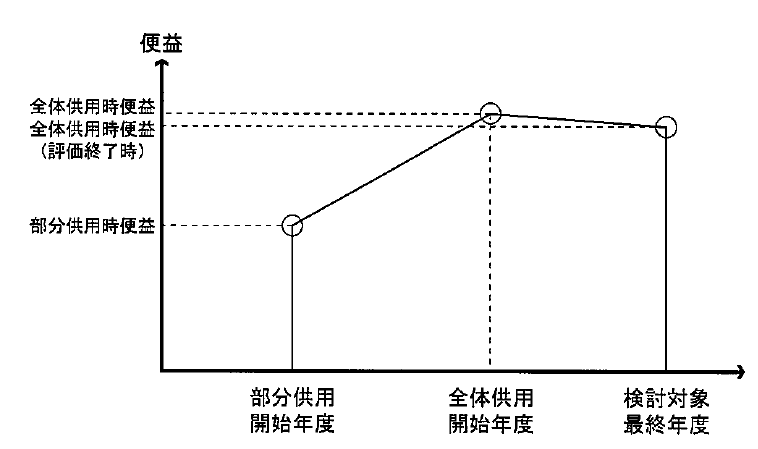 便益
全体供用時便益
全体供用時便益
（評価終了時）
部分供用時便益
部分供用
開始年度
全体供用
開始年度
検討対象
最終年度